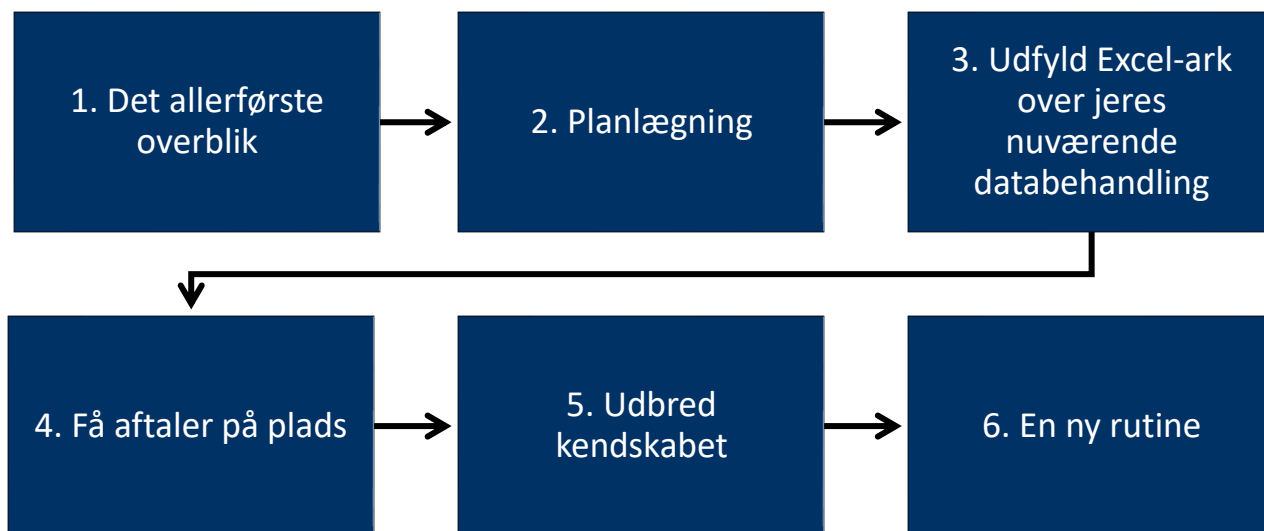 1. Det allerførste
overblik
2. Planlægning
3. Udfyld Excel-ark
over jeres
nuværende
databehandling
4. Få aftaler på plads
5. Udbred
kendskabet
6. En ny rutine